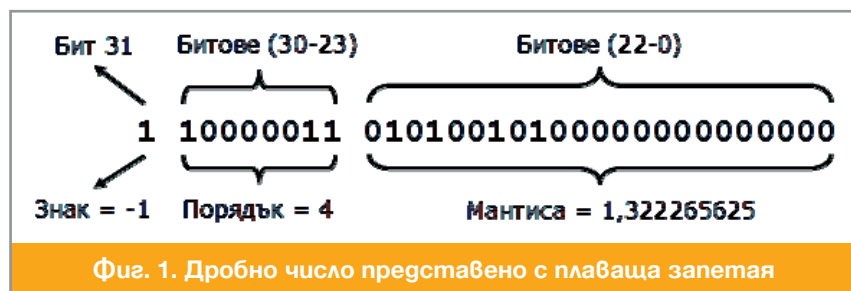 Бит 31 Битове (30-23) Битове (22-0)
1 10000011 01010010100000000000000
Знак = -1 Порядък = 4 Мантиса = 1,322265625
Фиг. 1. Дробно число представено с плаваща запетая